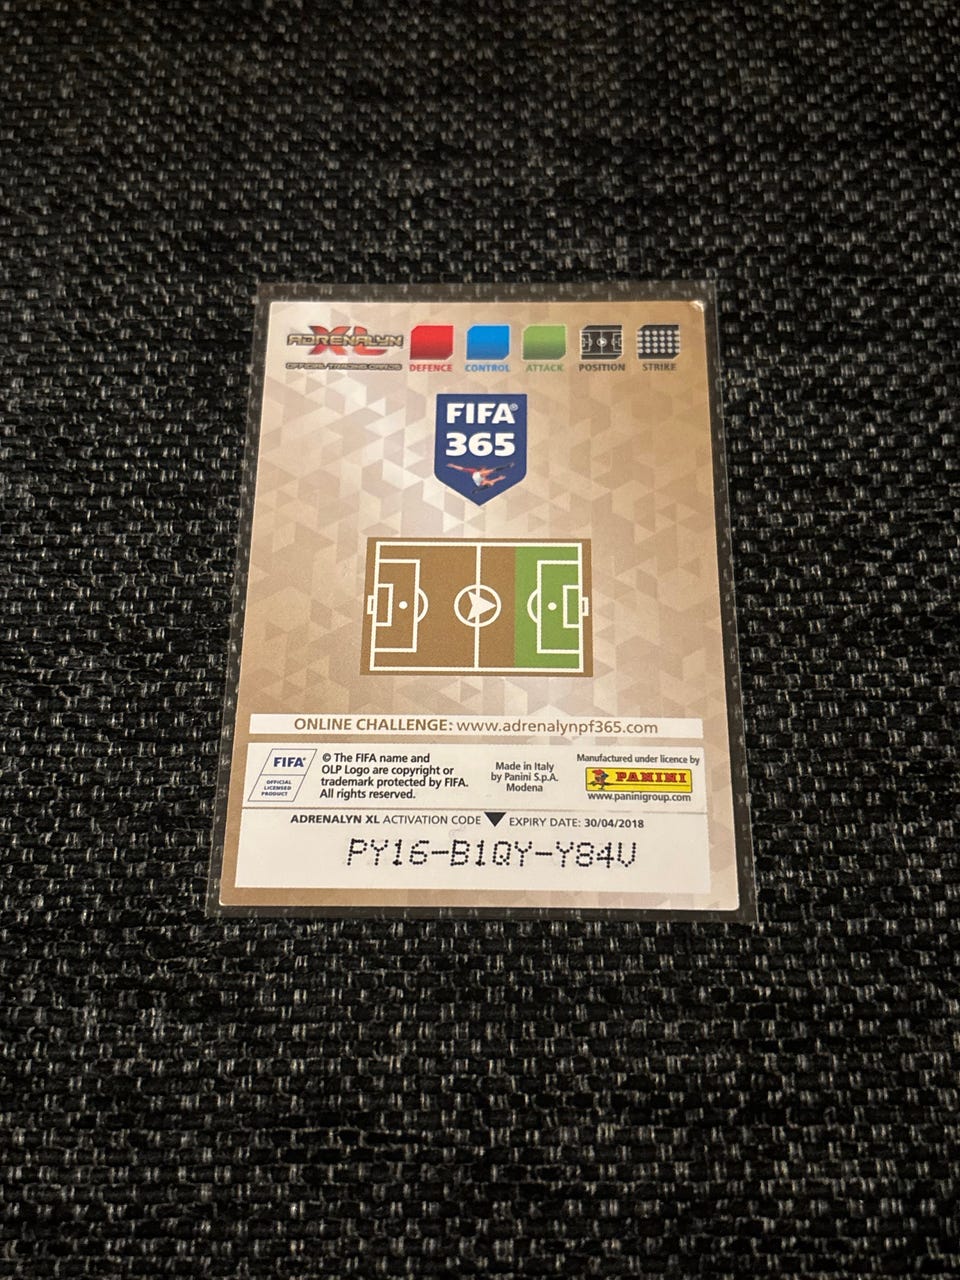 ADRENALYN XL
OFFICIAL TRADING CARDS
DEFENCE CONTROL ATTACK POSITION STRIKE
FIFA®
365
ONLINE CHALLENGE: www.adrenalynpf365.com
FIFA®
OFFICIAL
LICENSED
PRODUCT
© The FIFA name and
OLP Logo are copyright or
trademark protected by FIFA.
All rights reserved.
Made in Italy
by Panini S.p.A.
Modena
Manufactured under licence by
PANINI
www.paninigroup.com
ADRENALYN XL ACTIVATION CODE EXPIRY DATE: 30/04/2018
PY16-B1QY-Y84V